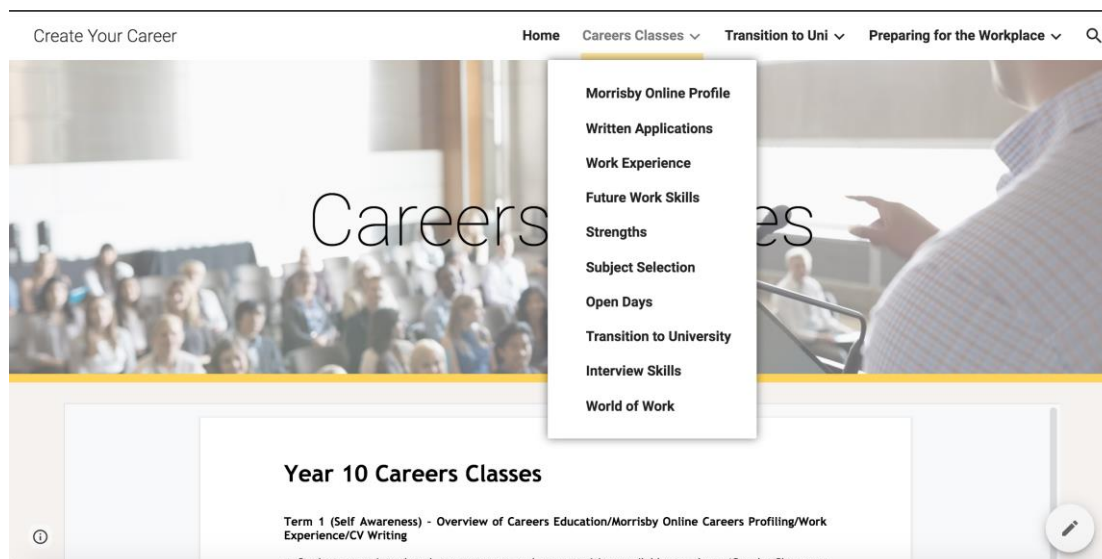 Create Your Career
Home Careers Classes Transition to Uni Preparing for the Workplace
Morrisby Online Profile
Written Applications
Work Experience
Future Work Skills
Strengths
Subject Selection
Open Days
Transition to University
Interview Skills
World of Work
Careers es
Year 10 Careers Classes
Term 1 (Self Awareness) - Overview of Careers Education/Morrisby Online Careers Profiling/Work
Experience/CV Writing